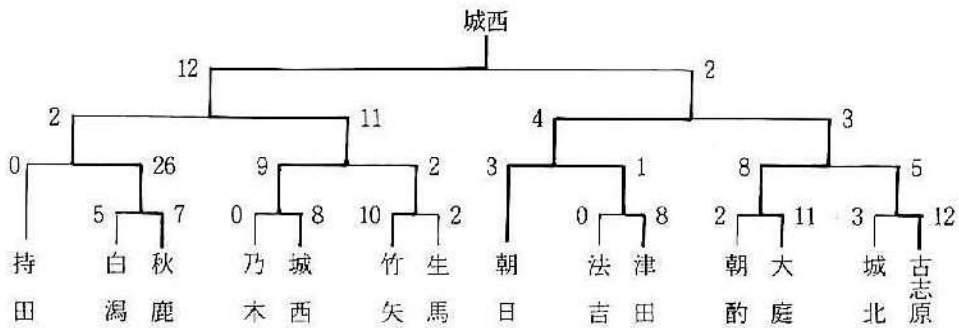 城西
12 2
2 11 4 3
0 26 9 2 3 1 8 5
5 7 0 8 10 2 0 8 2 11 3 12
持田 白潟 秋鹿 乃木 城西 竹矢 生馬 朝日 法吉 津田 朝酌 大庭 城北 古志原